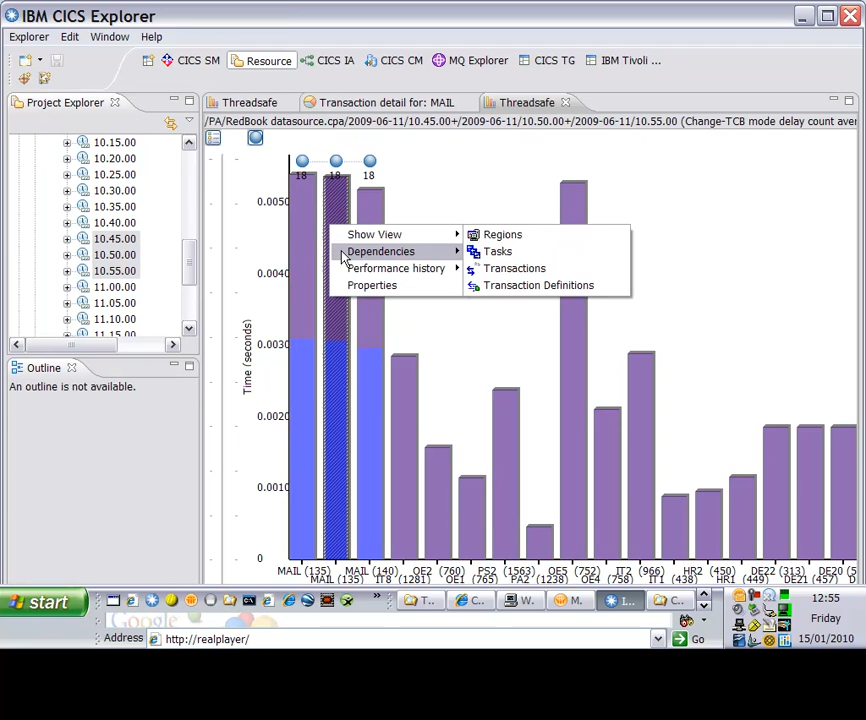 IBM CICS Explorer
Explorer Edit Window Help
CICS SM Resource CICS IA CICS CM MQ Explorer CICS TG IBM Tivoli ...
Project Explorer
10.15.00
10.20.00
10.25.00
10.30.00
10.35.00
10.40.00
10.45.00
10.50.00
10.55.00
11.00.00
11.05.00
11.10.00
11.15.00
Outline
An outline is not available.
Threadsafe Transaction detail for: MAIL Threadsafe
/PA/RedBook datasource.cpa/2009-06-11/10.45.00+/2009-06-11/10.50.00+/2009-06-11/10.55.00 (Change-TCB mode delay count aver
18 18 18
0.0050
0.0040
0.0030
0.0020
0.0010
0
Time (seconds)
Show View
Dependencies
Performance history
Properties
Regions
Tasks
Transactions
Transaction Definitions
MAIL (135) MAIL (140) OE2 (760) PS2 (1563) OE5 (752) IT2 (966) HR2 (450) DE22 (313) DE20 (5
MAIL (135) IT8 (1281) OE1 (765) PA2 (1238) OE4 (758) IT1 (438) HR1 (449) DE21 (457) DE
start
T... C... W. M. I... C...
Google
Address http://realplayer/ Go
12:55
Friday
15/01/2010